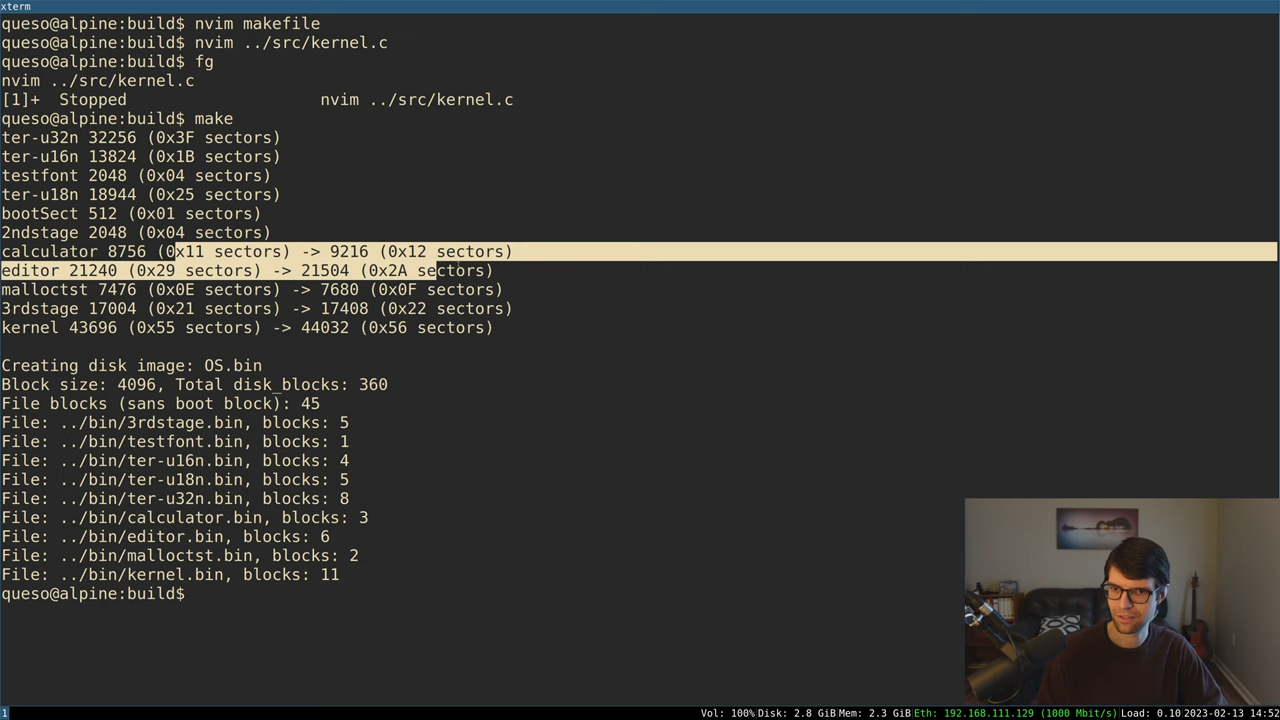 xterm
queso@alpine:build$ nvim makefile
queso@alpine:build$ nvim ../src/kernel.c
queso@alpine:build$ fg
nvim ../src/kernel.c
[1]+  Stopped                    nvim ../src/kernel.c
queso@alpine:build$ make
ter-u32n 32256 (0x3F sectors)
ter-u16n 13824 (0x1B sectors)
testfont 2048 (0x04 sectors)
ter-u18n 18944 (0x25 sectors)
bootSect 512 (0x01 sectors)
2ndstage 2048 (0x04 sectors)
calculator 8756 (0x11 sectors) -> 9216 (0x12 sectors)
editor 21240 (0x29 sectors) -> 21504 (0x2A sectors)
malloctst 7476 (0x0E sectors) -> 7680 (0x0F sectors)
3rdstage 17004 (0x21 sectors) -> 17408 (0x22 sectors)
kernel 43696 (0x55 sectors) -> 44032 (0x56 sectors)
Creating disk image: OS.bin
Block size: 4096, Total disk_blocks: 360
File blocks (sans boot block): 45
File: ../bin/3rdstage.bin, blocks: 5
File: ../bin/testfont.bin, blocks: 1
File: ../bin/ter-u16n.bin, blocks: 4
File: ../bin/ter-u18n.bin, blocks: 5
File: ../bin/ter-u32n.bin, blocks: 8
File: ../bin/calculator.bin, blocks: 3
File: ../bin/editor.bin, blocks: 6
File: ../bin/malloctst.bin, blocks: 2
File: ../bin/kernel.bin, blocks: 11
queso@alpine:build$
1 Vol: 100% Disk: 2.8 GiB Mem: 2.3 GiB Eth: 192.168.111.129 (1000 Mbit/s) Load: 0.10 2023-02-13 14:52